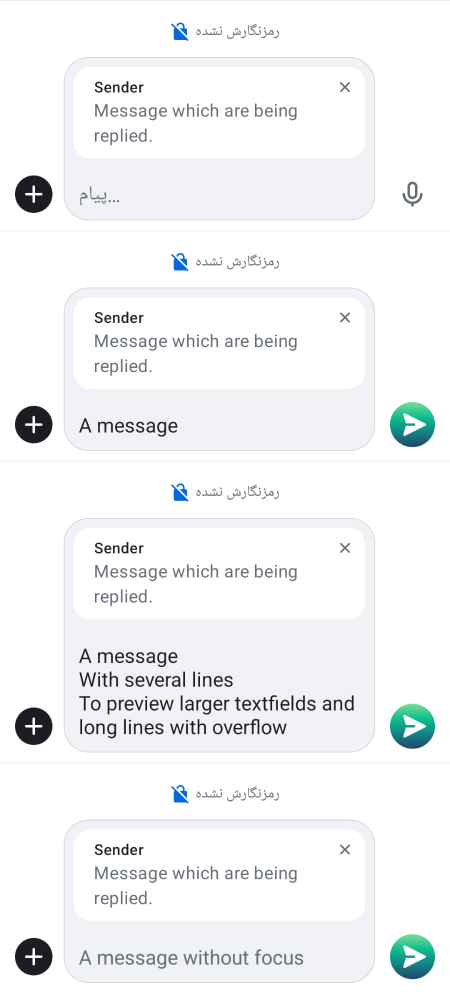 رمزنگارش نشده
Sender
Message which are being
replied.
پیام…
رمزنگارش نشده
Sender
Message which are being
replied.
A message
رمزنگارش نشده
Sender
Message which are being
replied.
A message
With several lines
To preview larger textfields and
long lines with overflow
رمزنگارش نشده
Sender
Message which are being
replied.
A message without focus